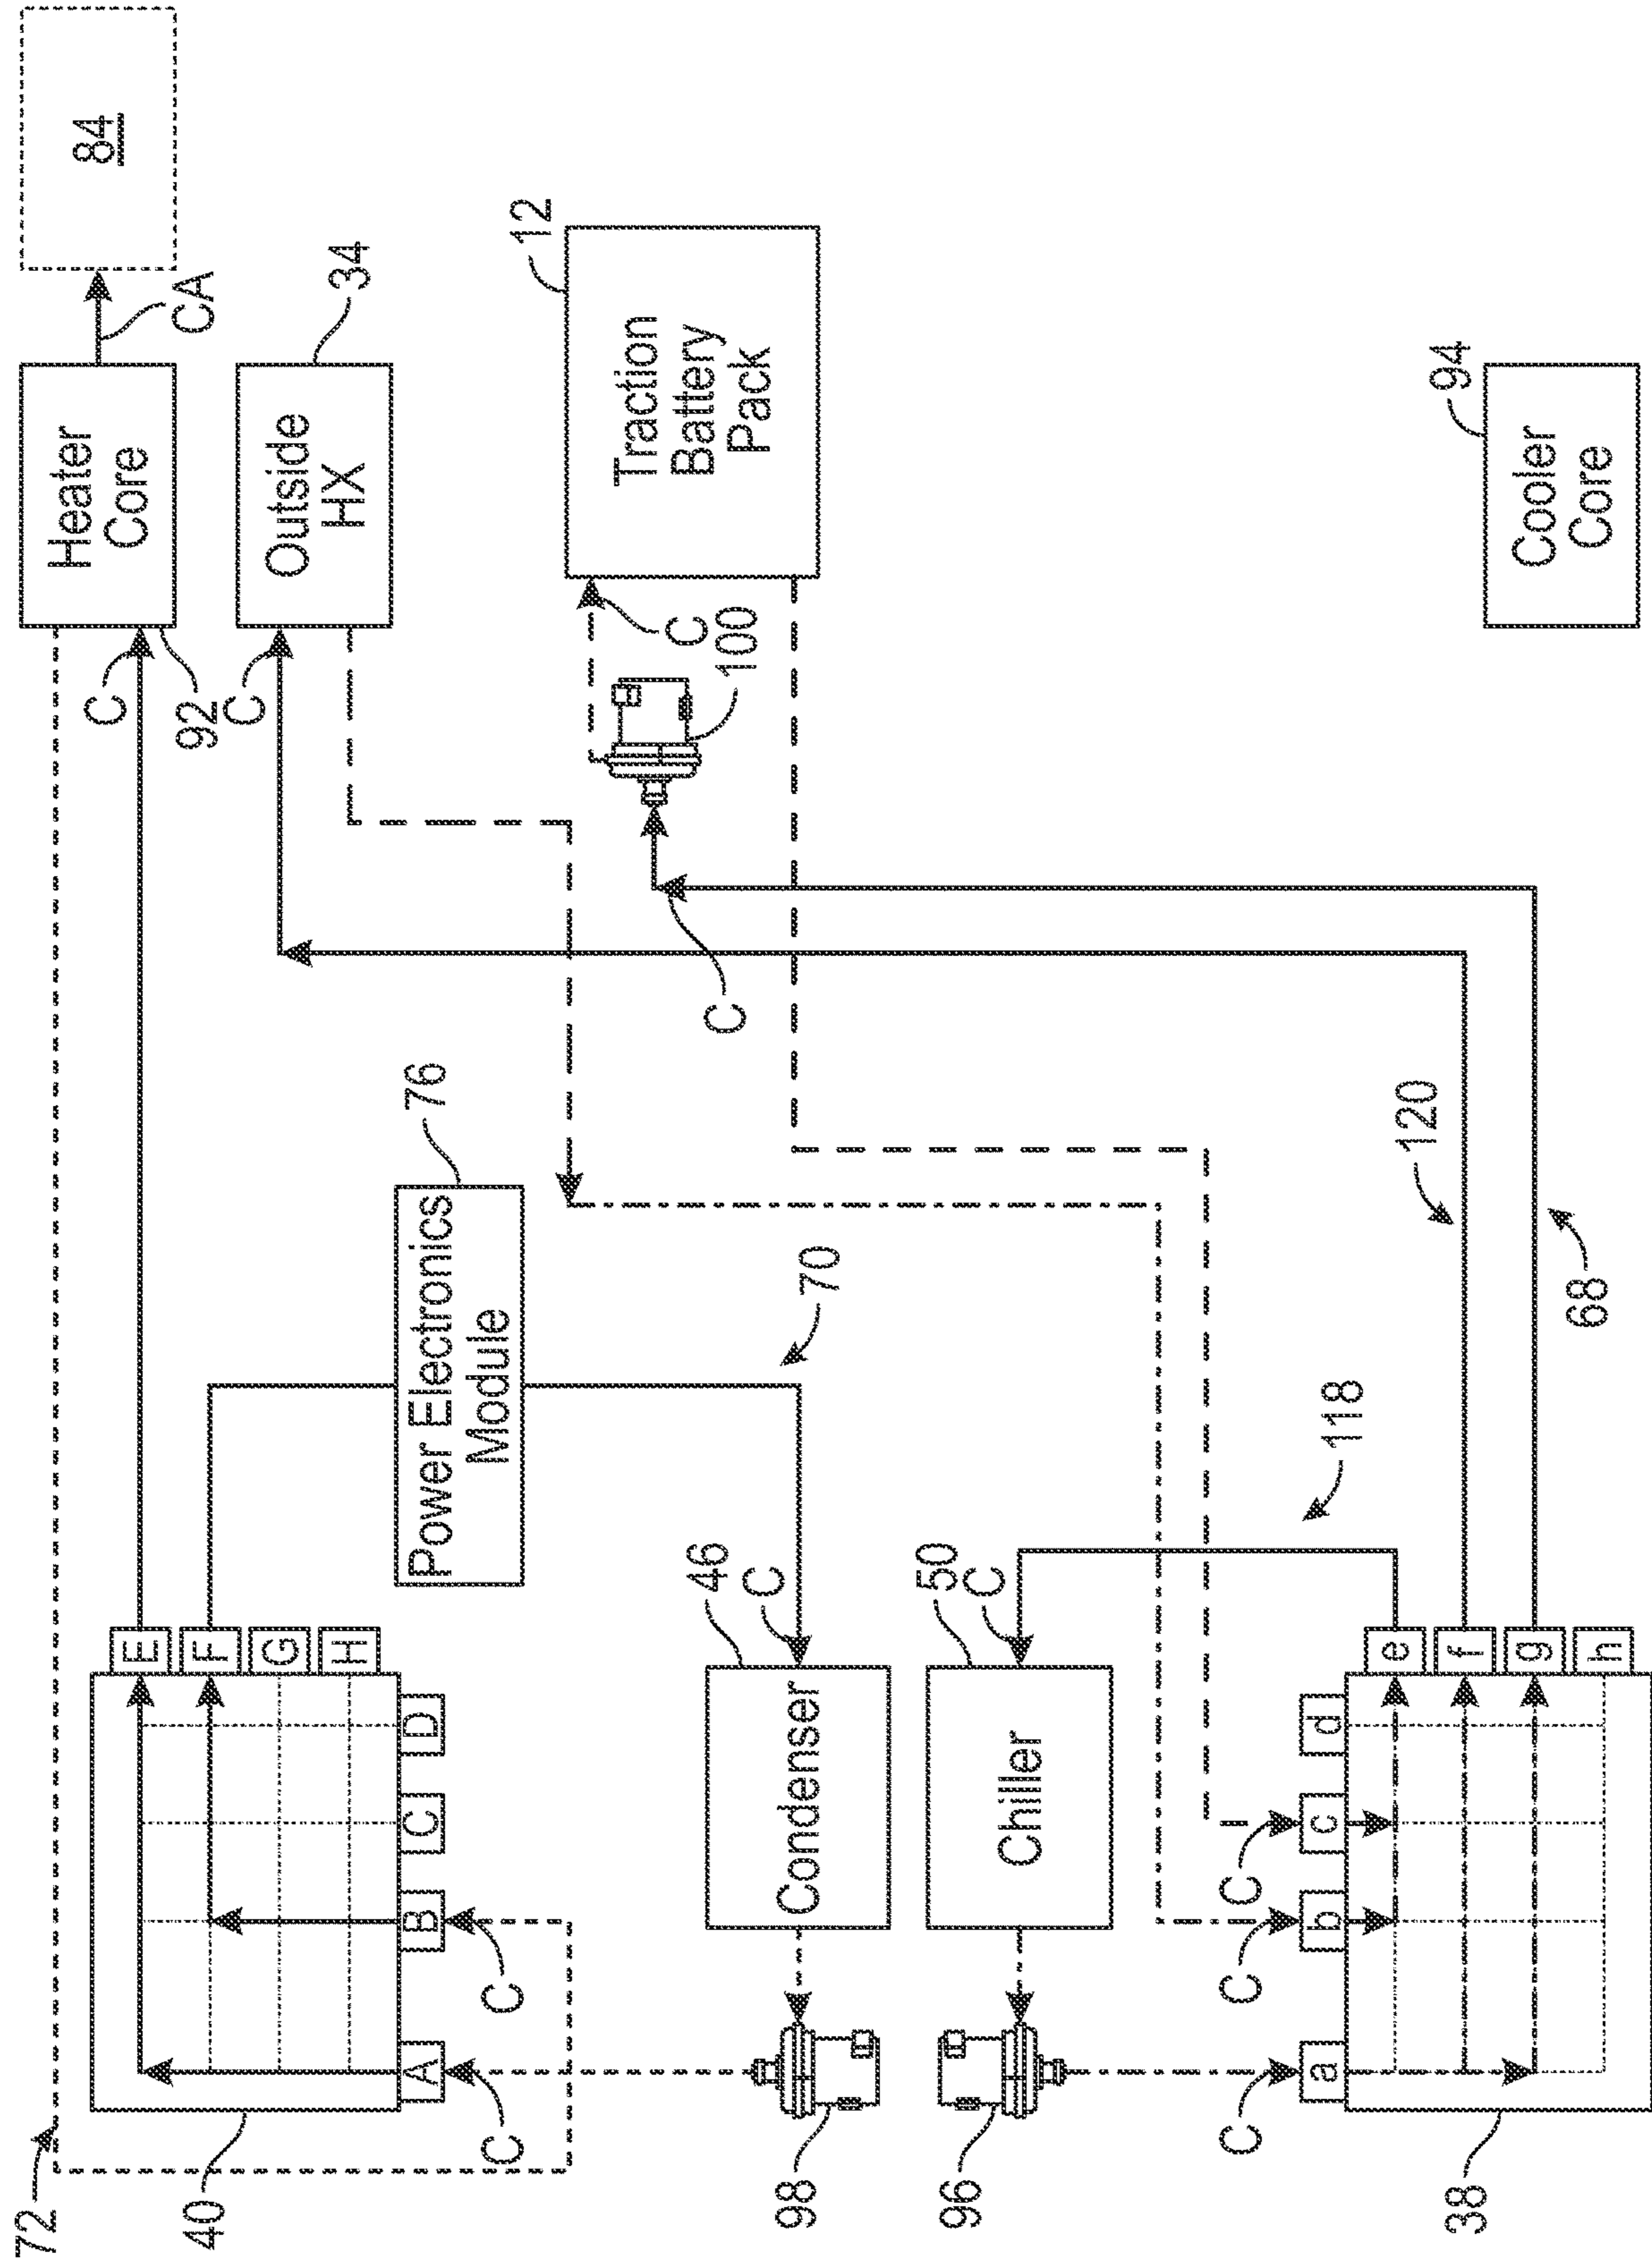 84
CA
Heater
Core
C
92
Outside
HX
34
C
12
Traction
Battery
Pack
C
100
C
94
Cooler
Core
76
Power Electronics
Module
70
120
68
118
72
40
E
F
G
H
A
B
C
D
C
C
46
C
Condenser
98
50
C
Chiller
96
C
C
C
a
b
c
d
e
f
g
h
38